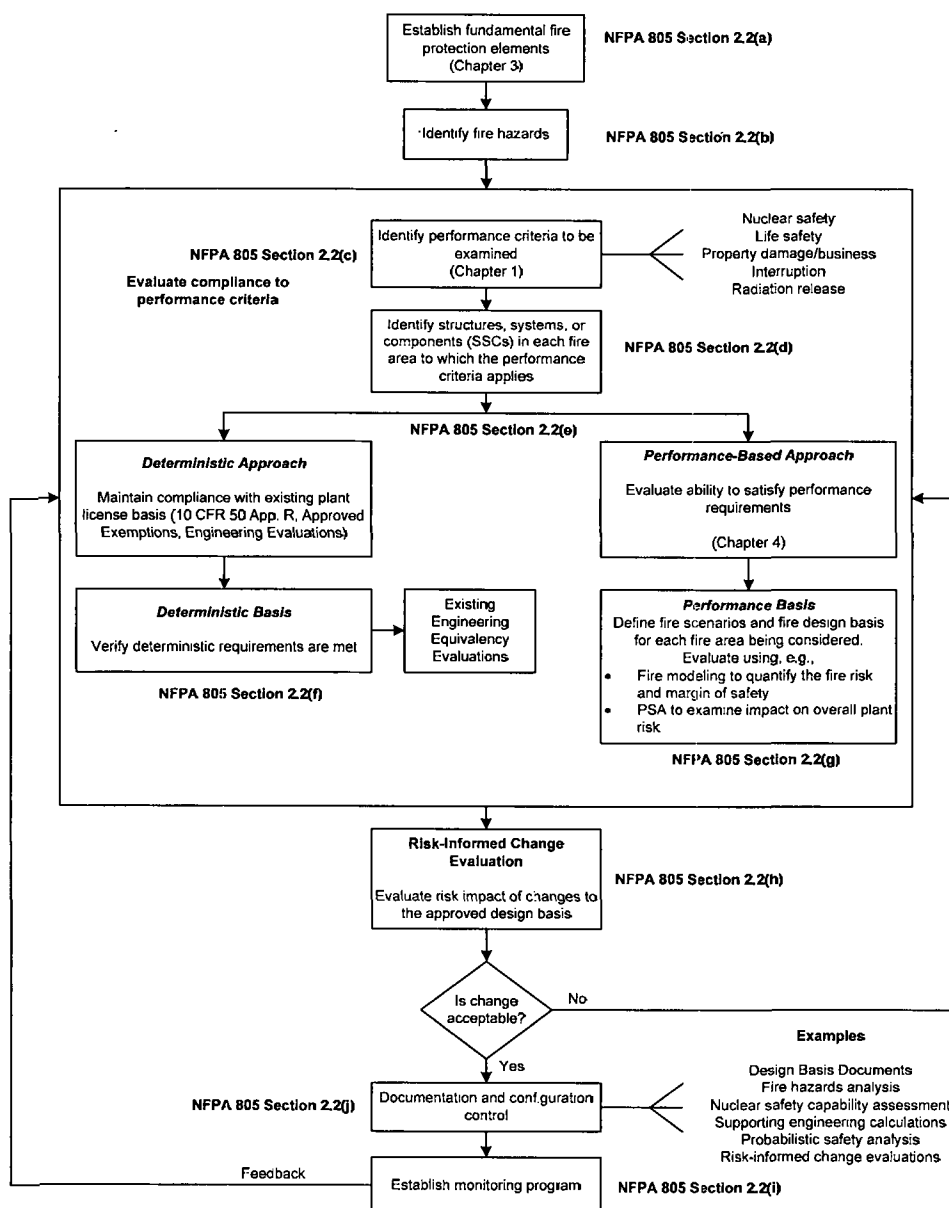 Establish fundamental fire
protection elements
(Chapter 3)
NFPA 805 Section 2.2(a)
Identify fire hazards
NFPA 805 Section 2.2(b)
NFPA 805 Section 2.2(c)
Evaluate compliance to
performance criteria
Identify performance criteria to be
examined
(Chapter 1)
Nuclear safety
Life safety
Property damage/business
Interruption
Radiation release
Identify structures, systems, or
components (SSCs) in each fire
area to which the performance
criteria applies
NFPA 805 Section 2.2(d)
NFPA 805 Section 2.2(e)
Deterministic Approach
Maintain compliance with existing plant
license basis (10 CFR 50 App. R, Approved
Exemptions, Engineering Evaluations)
Performance-Based Approach
Evaluate ability to satisfy performance
requirements
(Chapter 4)
Deterministic Basis
Verify deterministic requirements are met
Existing
Engineering
Equivalency
Evaluations
NFPA 805 Section 2.2(f)
Performance Basis
Define fire scenarios and fire design basis
for each fire area being considered.
Evaluate using, e.g.,
• Fire modeling to quantify the fire risk
and margin of safety
• PSA to examine impact on overall plant
risk
NFPA 805 Section 2.2(g)
Risk-Informed Change
Evaluation
Evaluate risk impact of changes to
the approved design basis
NFPA 805 Section 2.2(h)
Is change
acceptable?
No
Yes
Examples
Design Basis Documents
Fire hazards analysis
Nuclear safety capability assessment
Supporting engineering calculations
Probabilistic safety analysis
Risk-informed change evaluations
NFPA 805 Section 2.2(j)
Documentation and configuration
control
Feedback
Establish monitoring program
NFPA 805 Section 2.2(i)